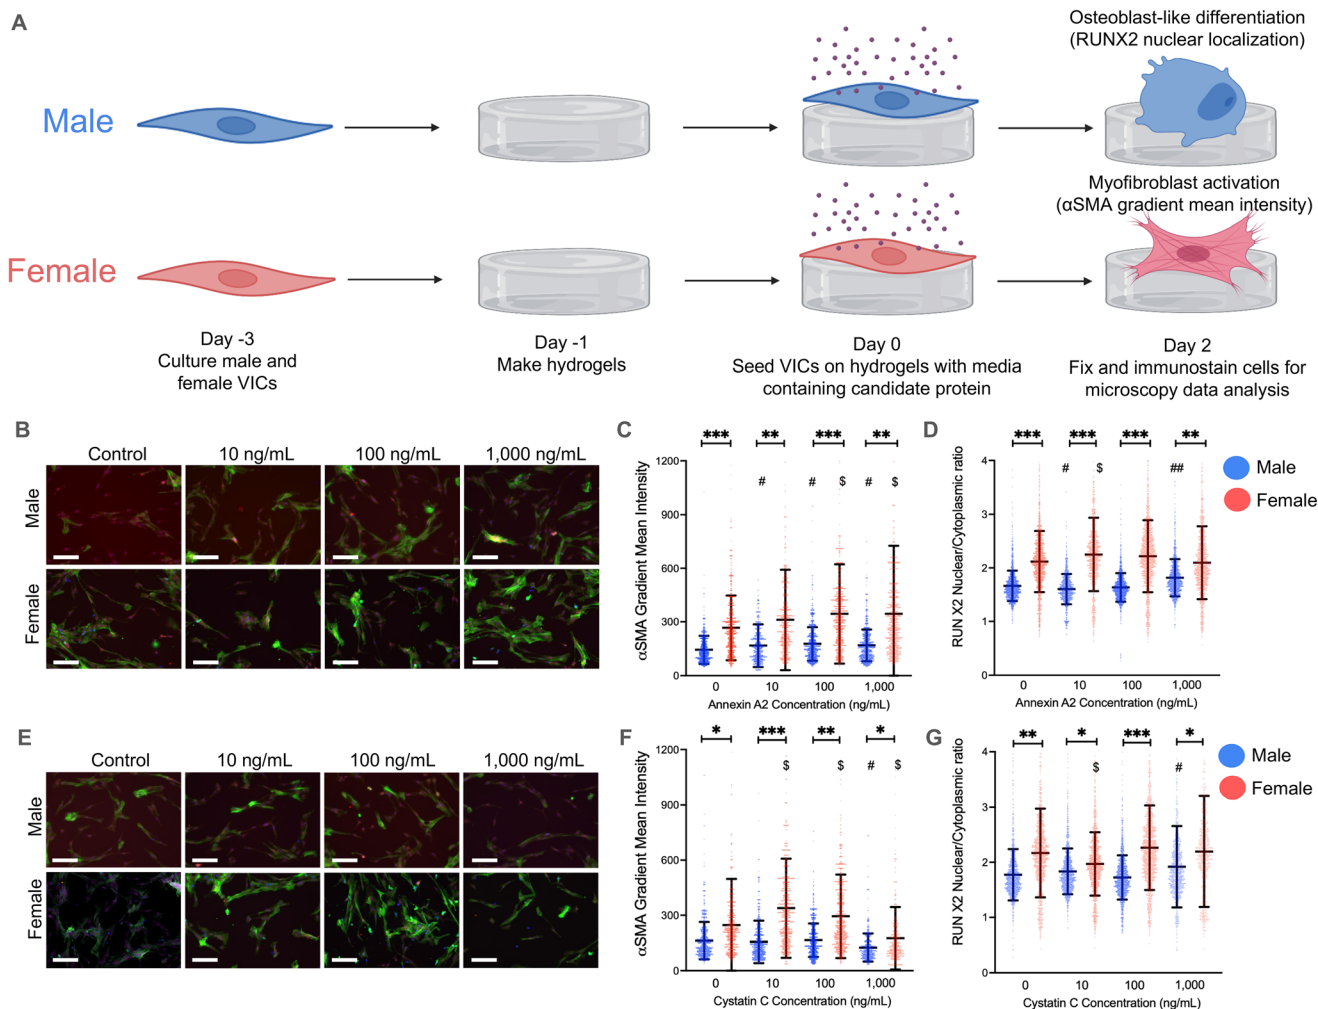 A
Male
Female
Osteoblast-like differentiation
(RUNX2 nuclear localization)
Myofibroblast activation
(αSMA gradient mean intensity)
Day -3
Culture male and
female VICs
Day -1
Make hydrogels
Day 0
Seed VICs on hydrogels with media
containing candidate protein
Day 2
Fix and immunostain cells for
microscopy data analysis
B
Control 10 ng/mL 100 ng/mL 1,000 ng/mL
Male
Female
C
*** ** *** **
αSMA Gradient Mean Intensity
1200
900
600
300
0
# # $ # $
0 10 100 1,000
Annexin A2 Concentration (ng/mL)
D
*** *** *** **
RUN X2 Nuclear/Cytoplasmic ratio
4
3
2
1
0
# $ ##
0 10 100 1,000
Annexin A2 Concentration (ng/mL)
Male
Female
E
Control 10 ng/mL 100 ng/mL 1,000 ng/mL
Male
Female
F
* *** ** *
αSMA Gradient Mean Intensity
1200
900
600
300
0
$ $ # $
0 10 100 1,000
Cystatin C Concentration (ng/mL)
G
** * *** *
RUN X2 Nuclear/Cytoplasmic ratio
4
3
2
1
0
$ #
0 10 100 1,000
Cystatin C Concentration (ng/mL)
Male
Female